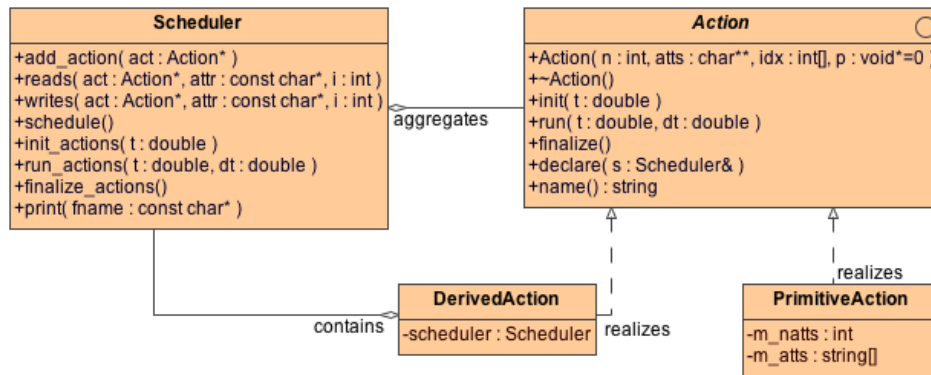 Scheduler
+add_action( act : Action* )
+reads( act : Action*, attr : const char*, i : int )
+writes( act : Action*, attr : const char*, i : int )
+schedule()
+init_actions( t : double )
+run_actions( t : double, dt : double )
+finalize_actions()
+print( fname : const char* )
aggregates
Action
+Action( n : int, atts : char**, idx : int[], p : void*=0 )
+~Action()
+init( t : double )
+run( t : double, dt : double )
+finalize()
+declare( s : Scheduler& )
+name() : string
contains
DerivedAction
-scheduler : Scheduler
realizes
realizes
PrimitiveAction
-m_natts : int
-m_atts : string[]